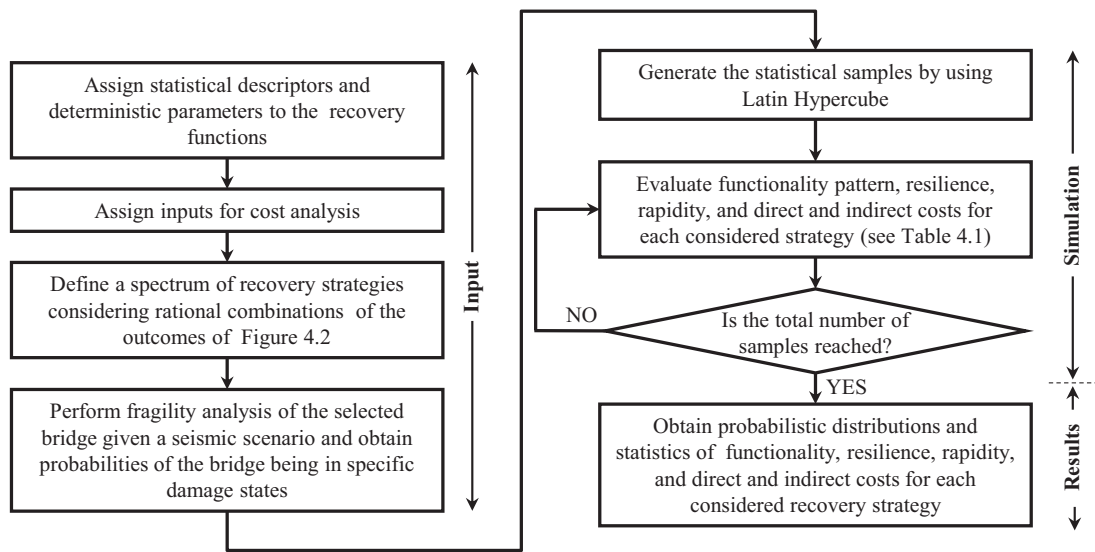 Assign statistical descriptors and
deterministic parameters to the recovery
functions
Assign inputs for cost analysis
Define a spectrum of recovery strategies
considering rational combinations of the
outcomes of Figure 4.2
Perform fragility analysis of the selected
bridge given a seismic scenario and obtain
probabilities of the bridge being in specific
damage states
Input
Generate the statistical samples by using
Latin Hypercube
Evaluate functionality pattern, resilience,
rapidity, and direct and indirect costs for
each considered strategy (see Table 4.1)
NO
Is the total number of
samples reached?
YES
Obtain probabilistic distributions and
statistics of functionality, resilience, rapidity,
and direct and indirect costs for each
considered recovery strategy
Simulation
Results